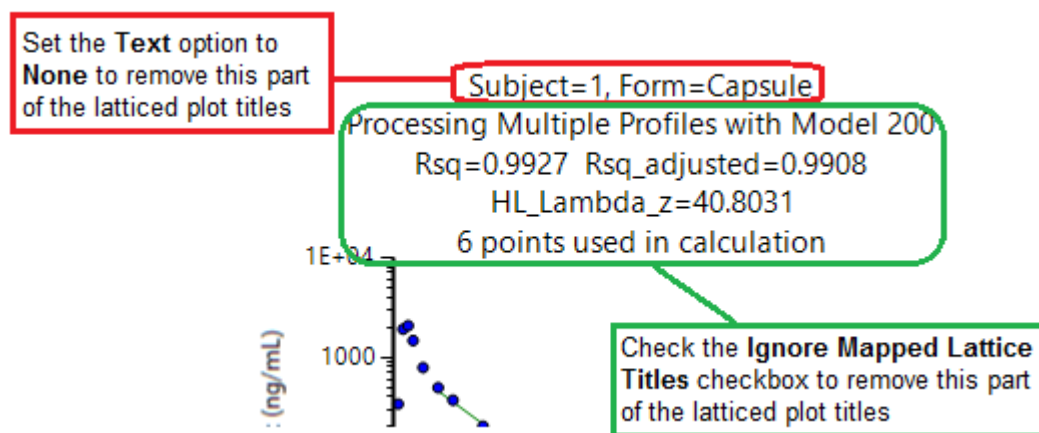 Set the Text option to
None to remove this part
of the latticed plot titles
Subject=1, Form=Capsule
Processing Multiple Profiles with Model 200
Rsq=0.9927 Rsq_adjusted=0.9908
HL_Lambda_z=40.8031
6 points used in calculation
1E+04
1000
(ng/mL)
Check the Ignore Mapped Lattice
Titles checkbox to remove this part
of the latticed plot titles